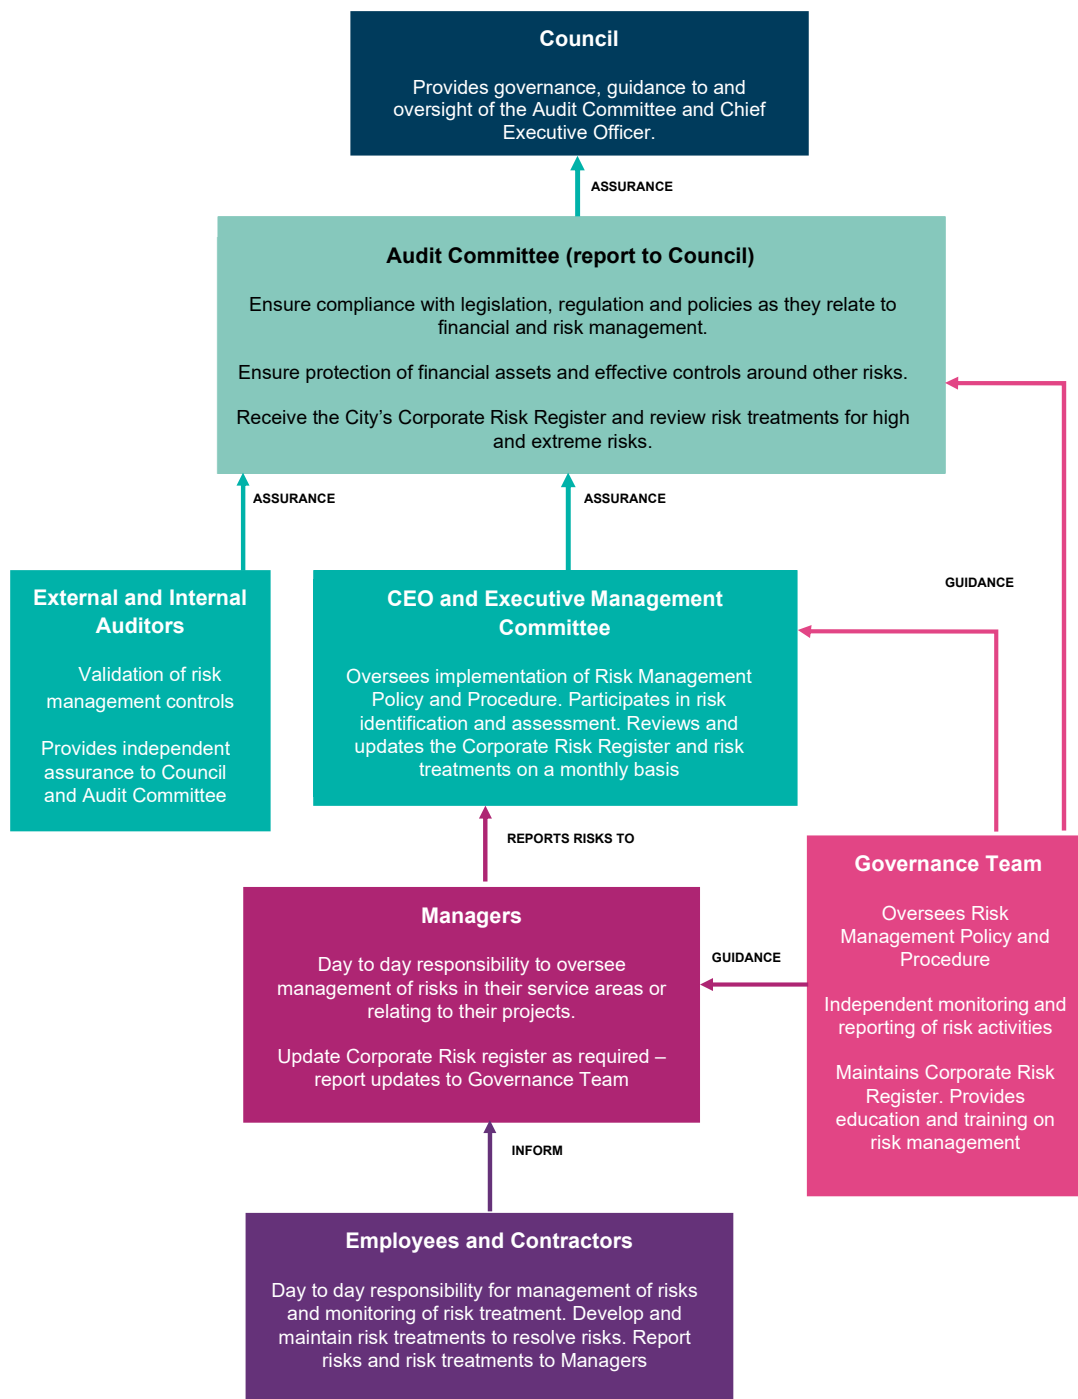 Council
Provides governance, guidance to and
oversight of the Audit Committee and Chief
Executive Officer.
ASSURANCE
Audit Committee (report to Council)
Ensure compliance with legislation, regulation and policies as they relate to
financial and risk management.
Ensure protection of financial assets and effective controls around other risks.
Receive the City’s Corporate Risk Register and review risk treatments for high
and extreme risks.
ASSURANCE
ASSURANCE
GUIDANCE
External and Internal
Auditors
Validation of risk
management controls
Provides independent
assurance to Council
and Audit Committee
CEO and Executive Management
Committee
Oversees implementation of Risk Management
Policy and Procedure. Participates in risk
identification and assessment. Reviews and
updates the Corporate Risk Register and risk
treatments on a monthly basis
REPORTS RISKS TO
Managers
Day to day responsibility to oversee
management of risks in their service areas or
relating to their projects.
Update Corporate Risk register as required –
report updates to Governance Team
GUIDANCE
Governance Team
Oversees Risk
Management Policy and
Procedure
Independent monitoring and
reporting of risk activities
Maintains Corporate Risk
Register. Provides
education and training on
risk management
INFORM
Employees and Contractors
Day to day responsibility for management of risks
and monitoring of risk treatment. Develop and
maintain risk treatments to resolve risks. Report
risks and risk treatments to Managers